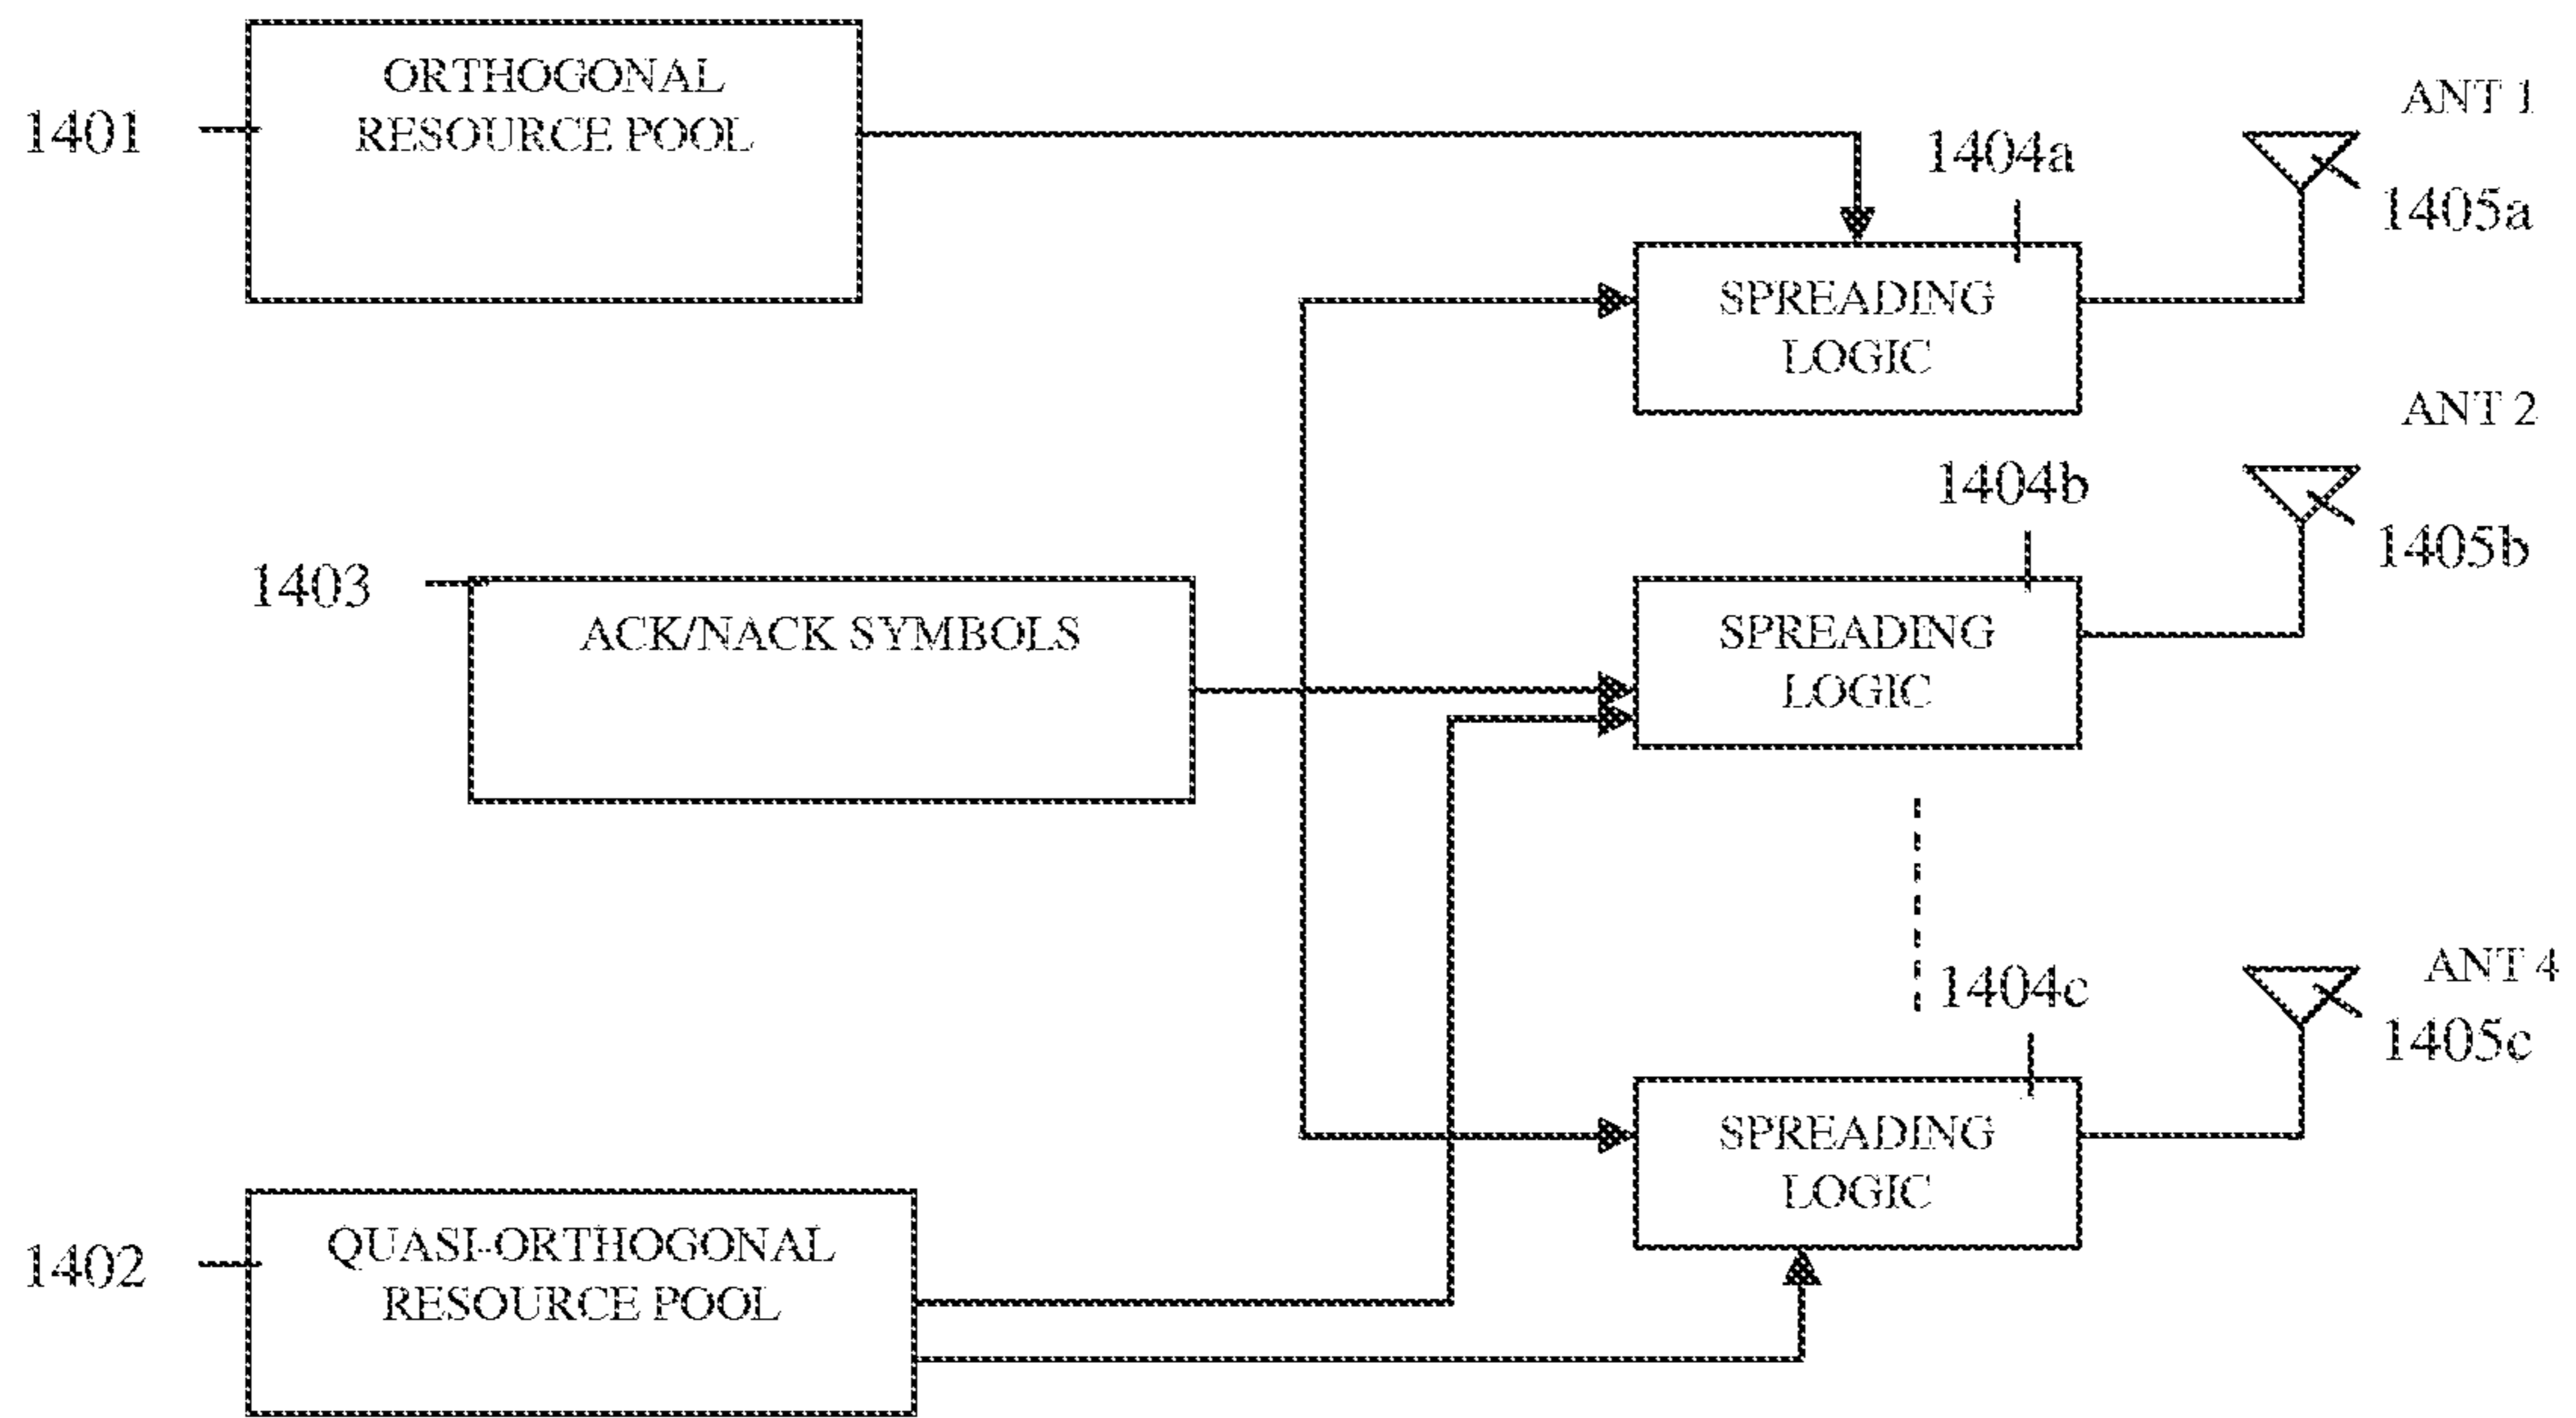 ORTHOGONAL
RESOURCE POOL
1401
ANT 1
1404a
1405a
SPREADING
LOGIC
ANT 2
1404b
1405b
1403
ACK/NACK SYMBOLS
SPREADING
LOGIC
ANT 4
1404c
1405c
SPREADING
LOGIC
1402
QUASI-ORTHOGONAL
RESOURCE POOL